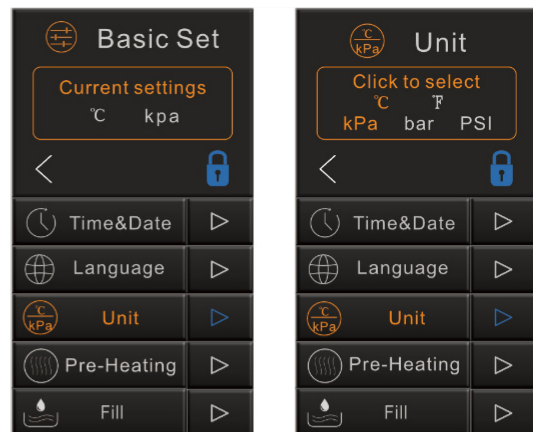 Basic Set
Current settings
℃ kpa
Time&Date
Language
℃
kPa
Unit
Pre-Heating
Fill
℃
kPa
Unit
Click to select
℃ ℉
kPa bar PSI
Time&Date
Language
℃
kPa
Unit
Pre-Heating
Fill